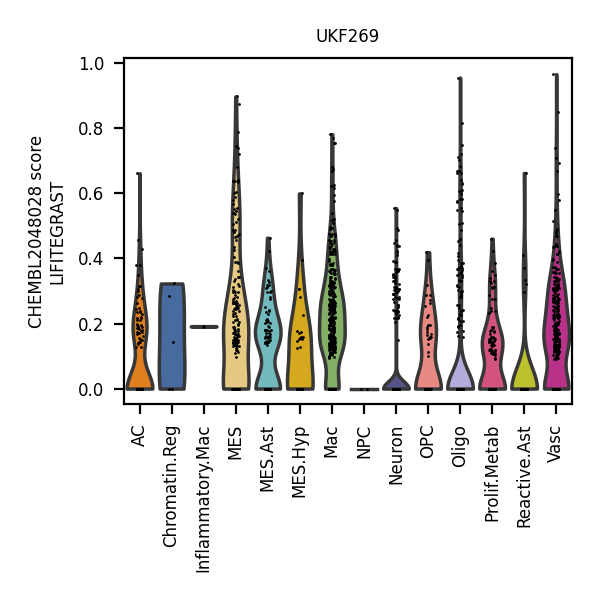 UKF269
CHEMBL2048028 score
LIFITEGRAST
1.0
0.8
0.6
0.4
0.2
0.0
AC
Chromatin.Reg
Inflammatory.Mac
MES
MES.Ast
MES.Hyp
Mac
NPC
Neuron
OPC
Oligo
Prolif.Metab
Reactive.Ast
Vasc